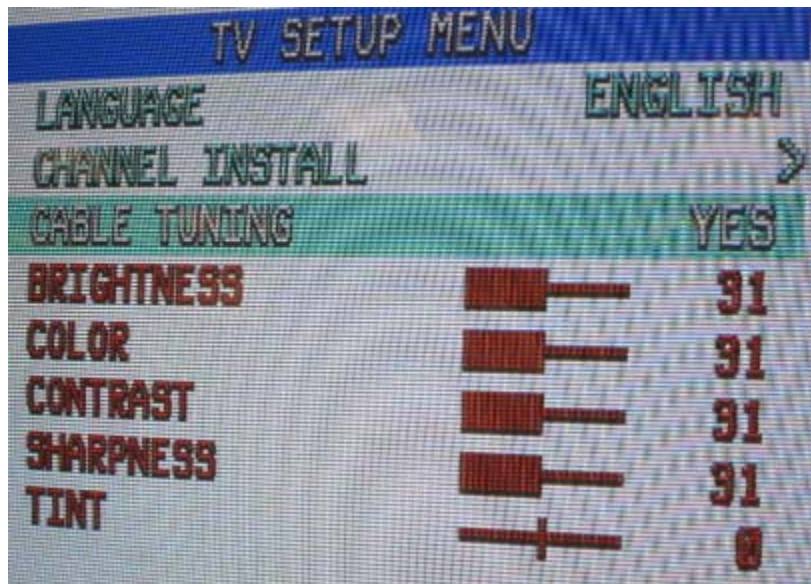 TV SETUP MENU
LANGUAGE ENGLISH
CHANNEL INSTALL >
CABLE TUNING YES
BRIGHTNESS 31
COLOR 31
CONTRAST 31
SHARPNESS 31
TINT 0